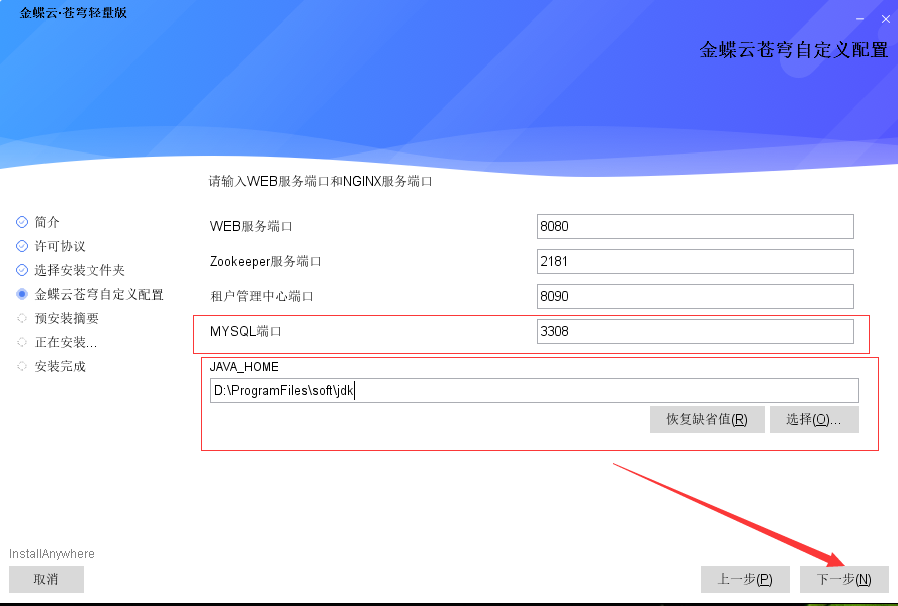 金蝶云·苍穹轻量版
金蝶云苍穹自定义配置
请输入WEB服务端口和NGINX服务端口
简介
许可协议
选择安装文件夹
金蝶云苍穹自定义配置
预安装摘要
正在安装...
安装完成
WEB服务端口 8080
Zookeeper服务端口 2181
租户管理中心端口 8090
MYSQL端口 3308
JAVA_HOME
D:\ProgramFiles\soft\jdk
恢复缺省值(R) 选择(O)...
InstallAnywhere
取消 上一步(P) 下一步(N)